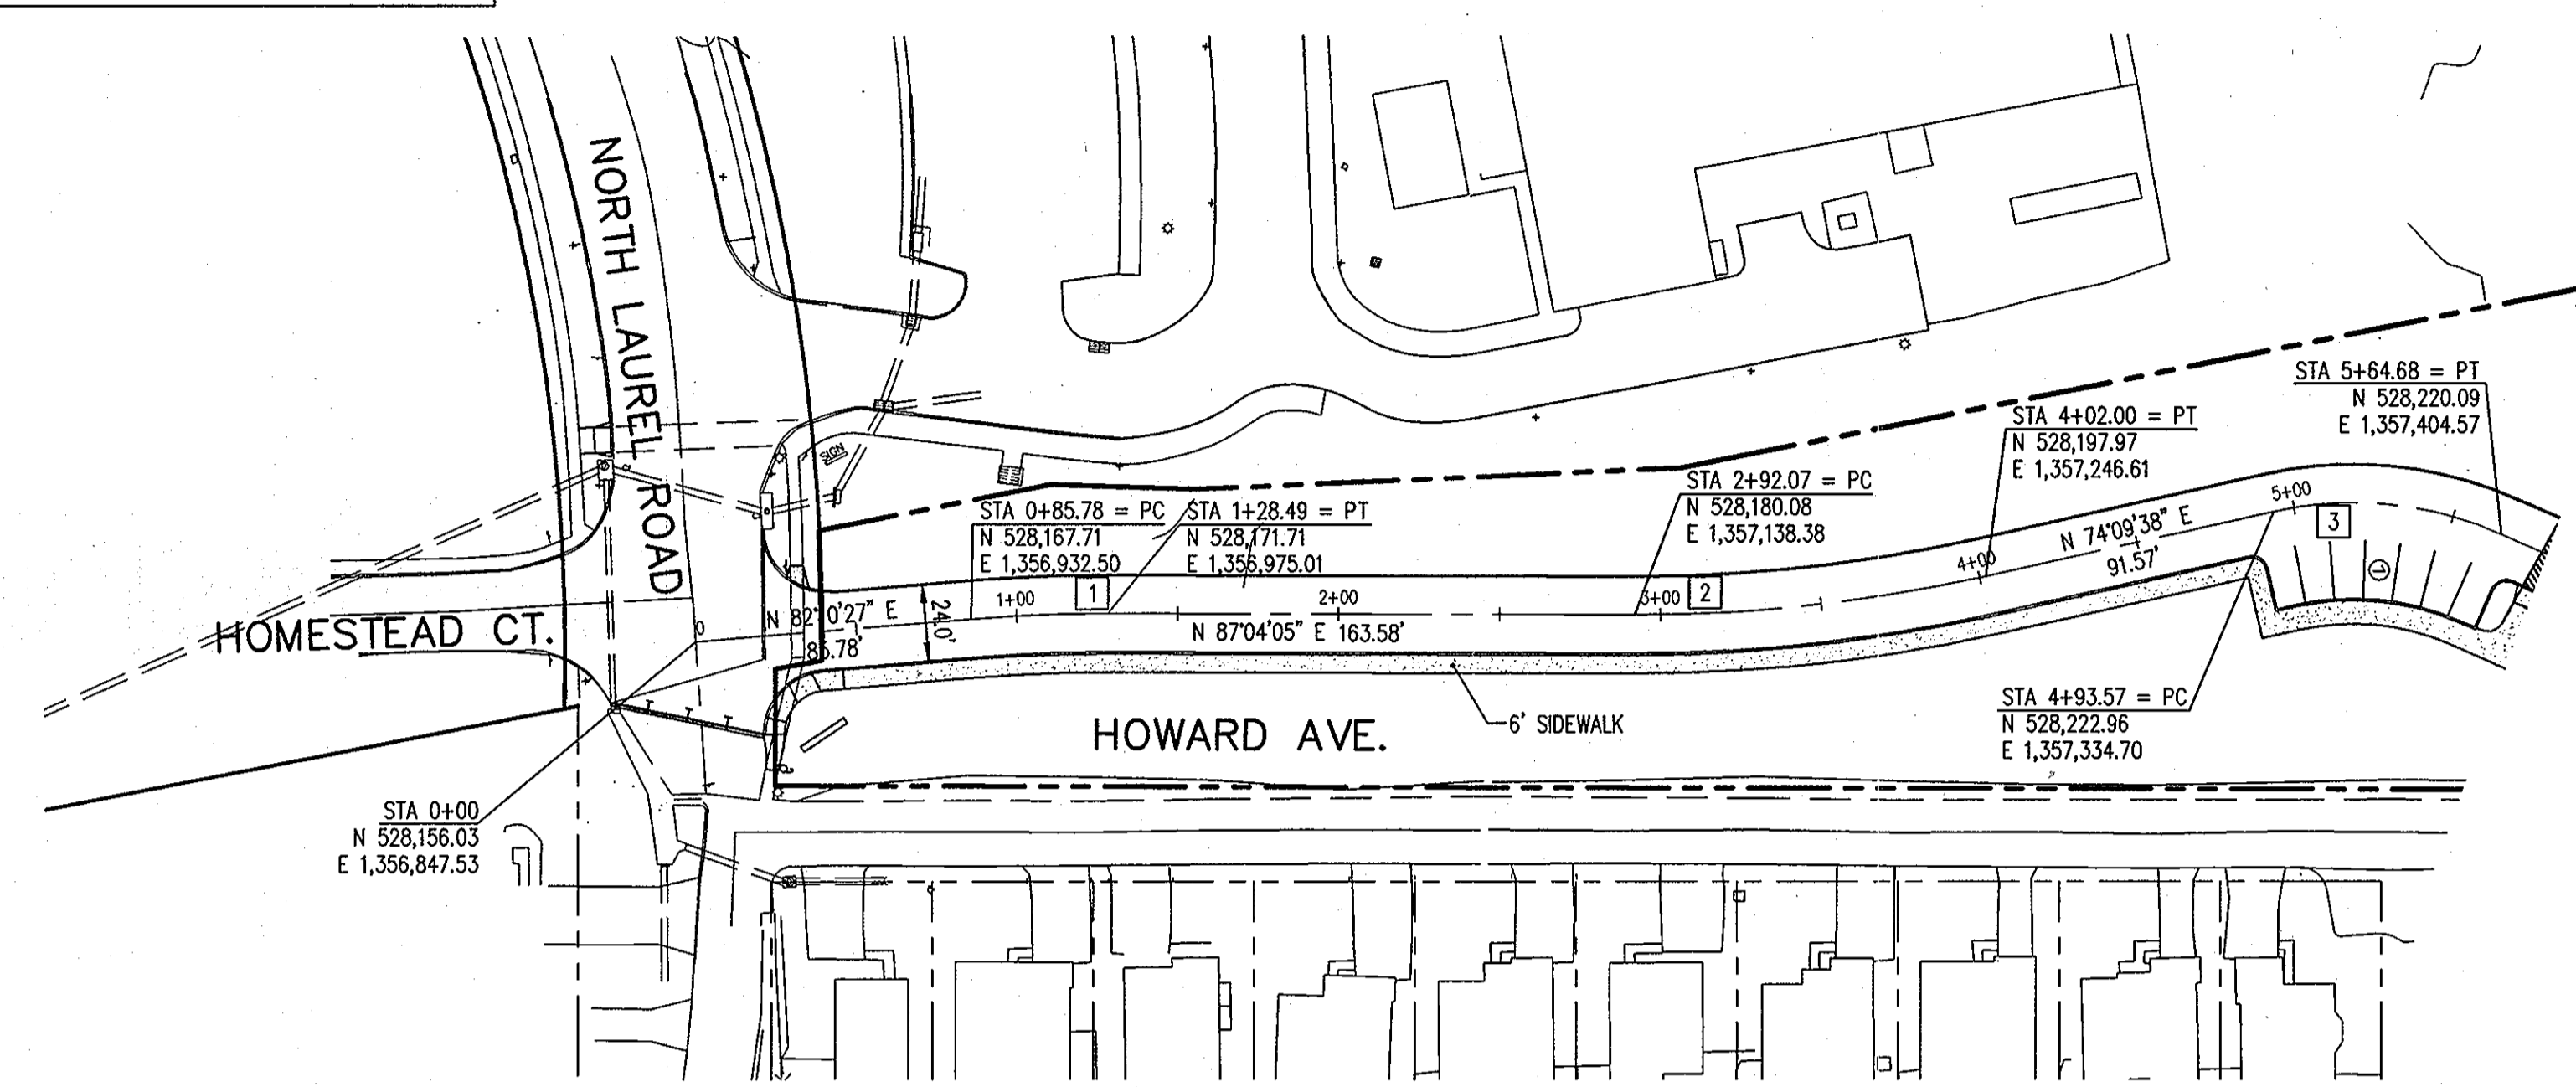 NORTH LAUREL ROAD
SIGN
STA 5+64.68 = PT
N 528,220.09
E 1,357,404.57
STA 4+02.00 = PT
N 528,197.97
E 1,357,246.61
STA 2+92.07 = PC
N 528,180.08
E 1,357,138.38
STA 0+85.78 = PC
N 528,167.71
E 1,356,932.50
STA 1+28.49 = PT
N 528,171.71
E 1,356,975.01
5+00
3
N 74°09'38" E
91.57'
4+00
1
HOMESTEAD CT.
0
E
85.78'
24.0'
1+00
1
2+00
3+00
2
N 87°04'05" E 163.58'
HOWARD AVE.
6' SIDEWALK
STA 4+93.57 = PC
N 528,222.96
E 1,357,334.70
STA 0+00
N 528,156.03
E 1,356,847.53